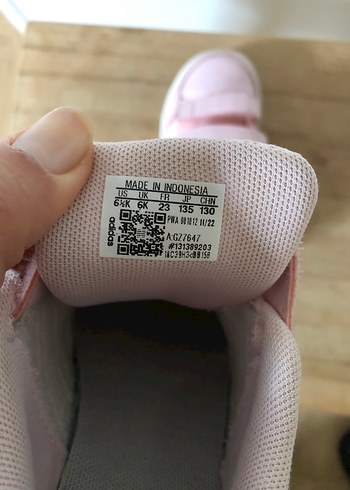 MADE IN INDONESIA
US UK FR JP CHN
6½K 6K 23 135 130
PWA 001012 11/22
adidas
A:GZ7647
#131389203